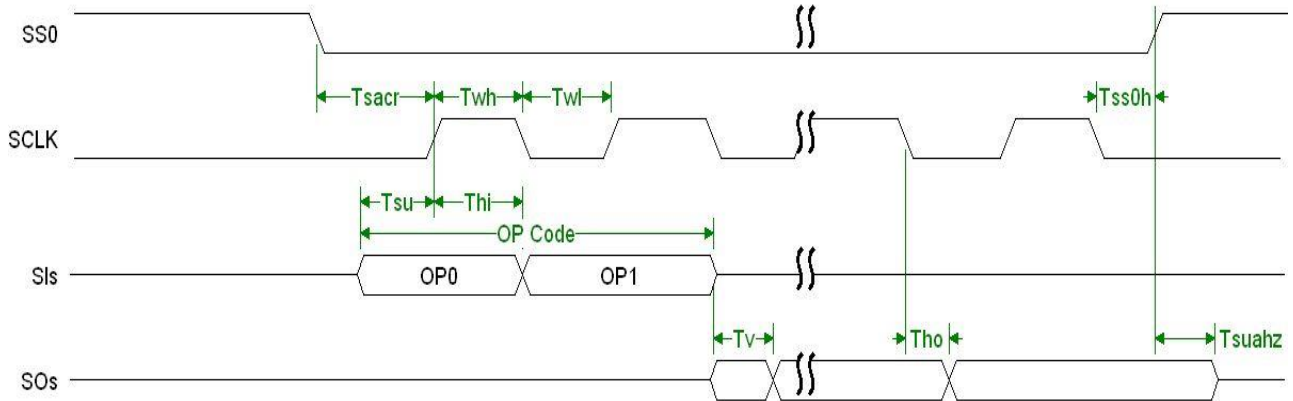 SS0
Tsacr Twh Twl Tss0h
SCLK
Tsu Thi
OP Code
SIs OP0 OP1
Tv Tho Tsuahz
SOs